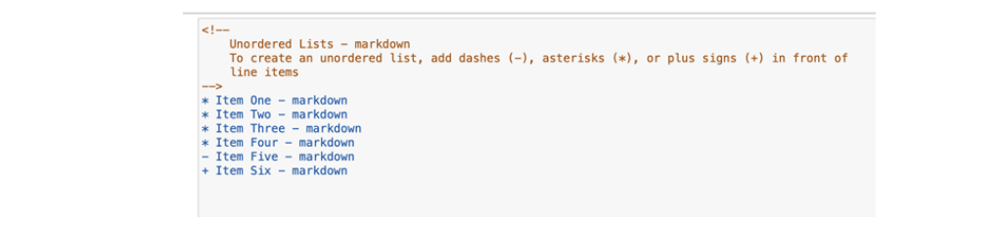 <!--
    Unordered Lists - markdown
    To create an unordered list, add dashes (-), asterisks (*), or plus signs (+) in front of
    line items
-->
* Item One - markdown
* Item Two - markdown
* Item Three - markdown
* Item Four - markdown
- Item Five - markdown
+ Item Six - markdown